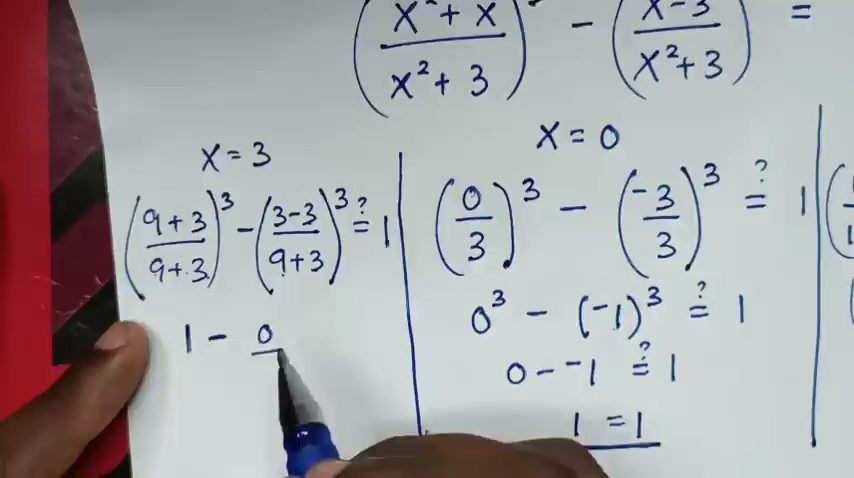 (x² + x / x² + 3)³ - (x - 3 / x² + 3)³ =
x = 3
(9 + 3 / 9 + 3)³ - (3 - 3 / 9 + 3)³ ≟ 1
1 - 0
x = 0
(0 / 3)³ - (-3 / 3)³ ≟ 1
0³ - (-1)³ ≟ 1
0 - -1 ≟ 1
1 = 1